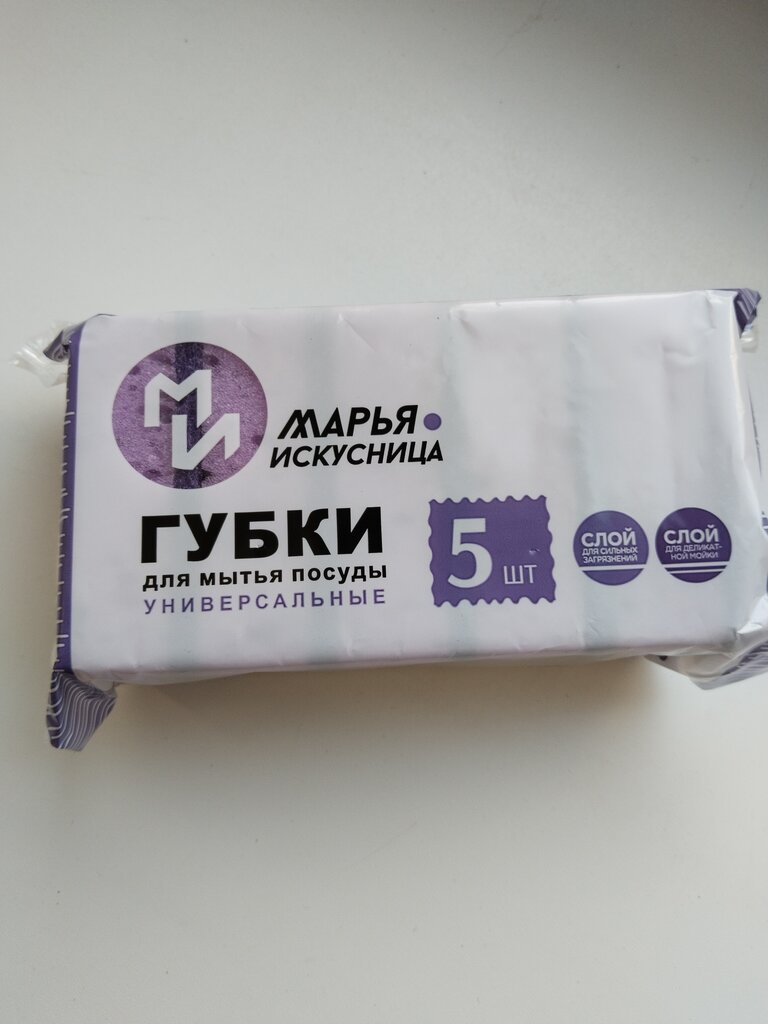 МИ
МАРЬЯ
ИСКУСНИЦА
ГУБКИ
для мытья посуды
УНИВЕРСАЛЬНЫЕ
5 ШТ
СЛОЙ
ДЛЯ СИЛЬНЫХ
ЗАГРЯЗНЕНИЙ
СЛОЙ
ДЛЯ ДЕЛИКАТ-
НОЙ МОЙКИ